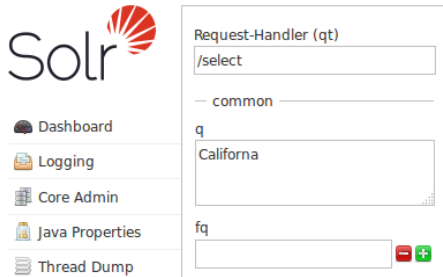 Solr
Dashboard
Logging
Core Admin
Java Properties
Thread Dump
Request-Handler (qt)
/select
common
q
Californa
fq